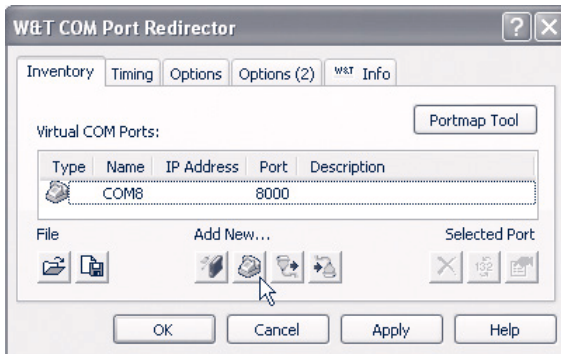 W&T COM Port Redirector
Inventory Timing Options Options (2) W&T Info
Portmap Tool
Virtual COM Ports:
Type Name IP Address Port Description
COM8 8000
File Add New... Selected Port
132
OK Cancel Apply Help